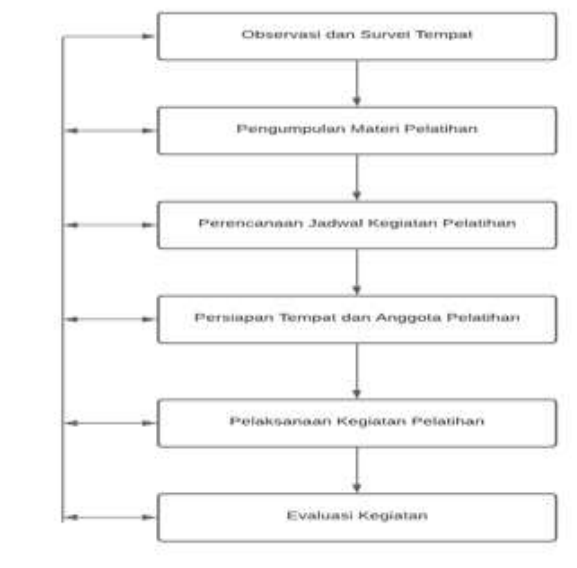 Observasi dan Survei Tempat
Pengumpulan Materi Pelatihan
Perencanaan Jadwal Kegiatan Pelatihan
Persiapan Tempat dan Anggota Pelatihan
Pelaksanaan Kegiatan Pelatihan
Evaluasi Kegiatan